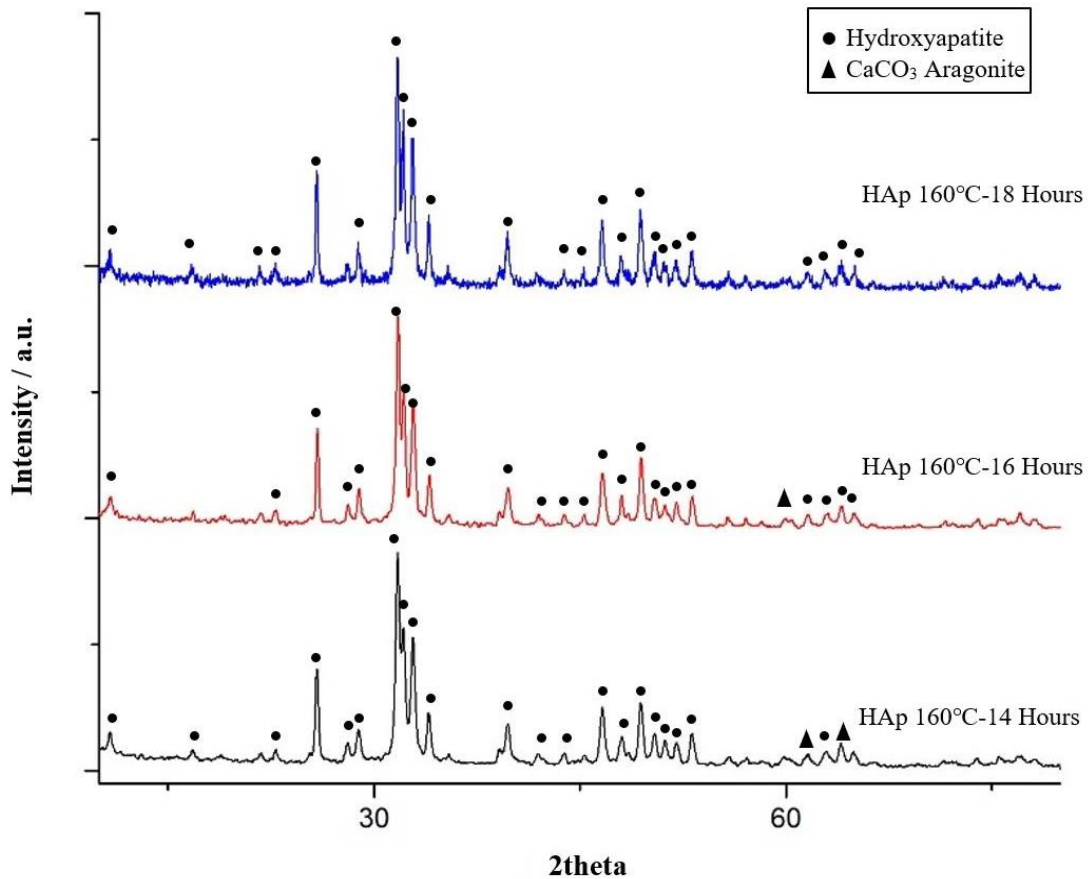 Hydroxyapatite
CaCO₃ Aragonite
HAp 160℃-18 Hours
HAp 160℃-16 Hours
HAp 160℃-14 Hours
Intensity / a.u.
30
60
2theta